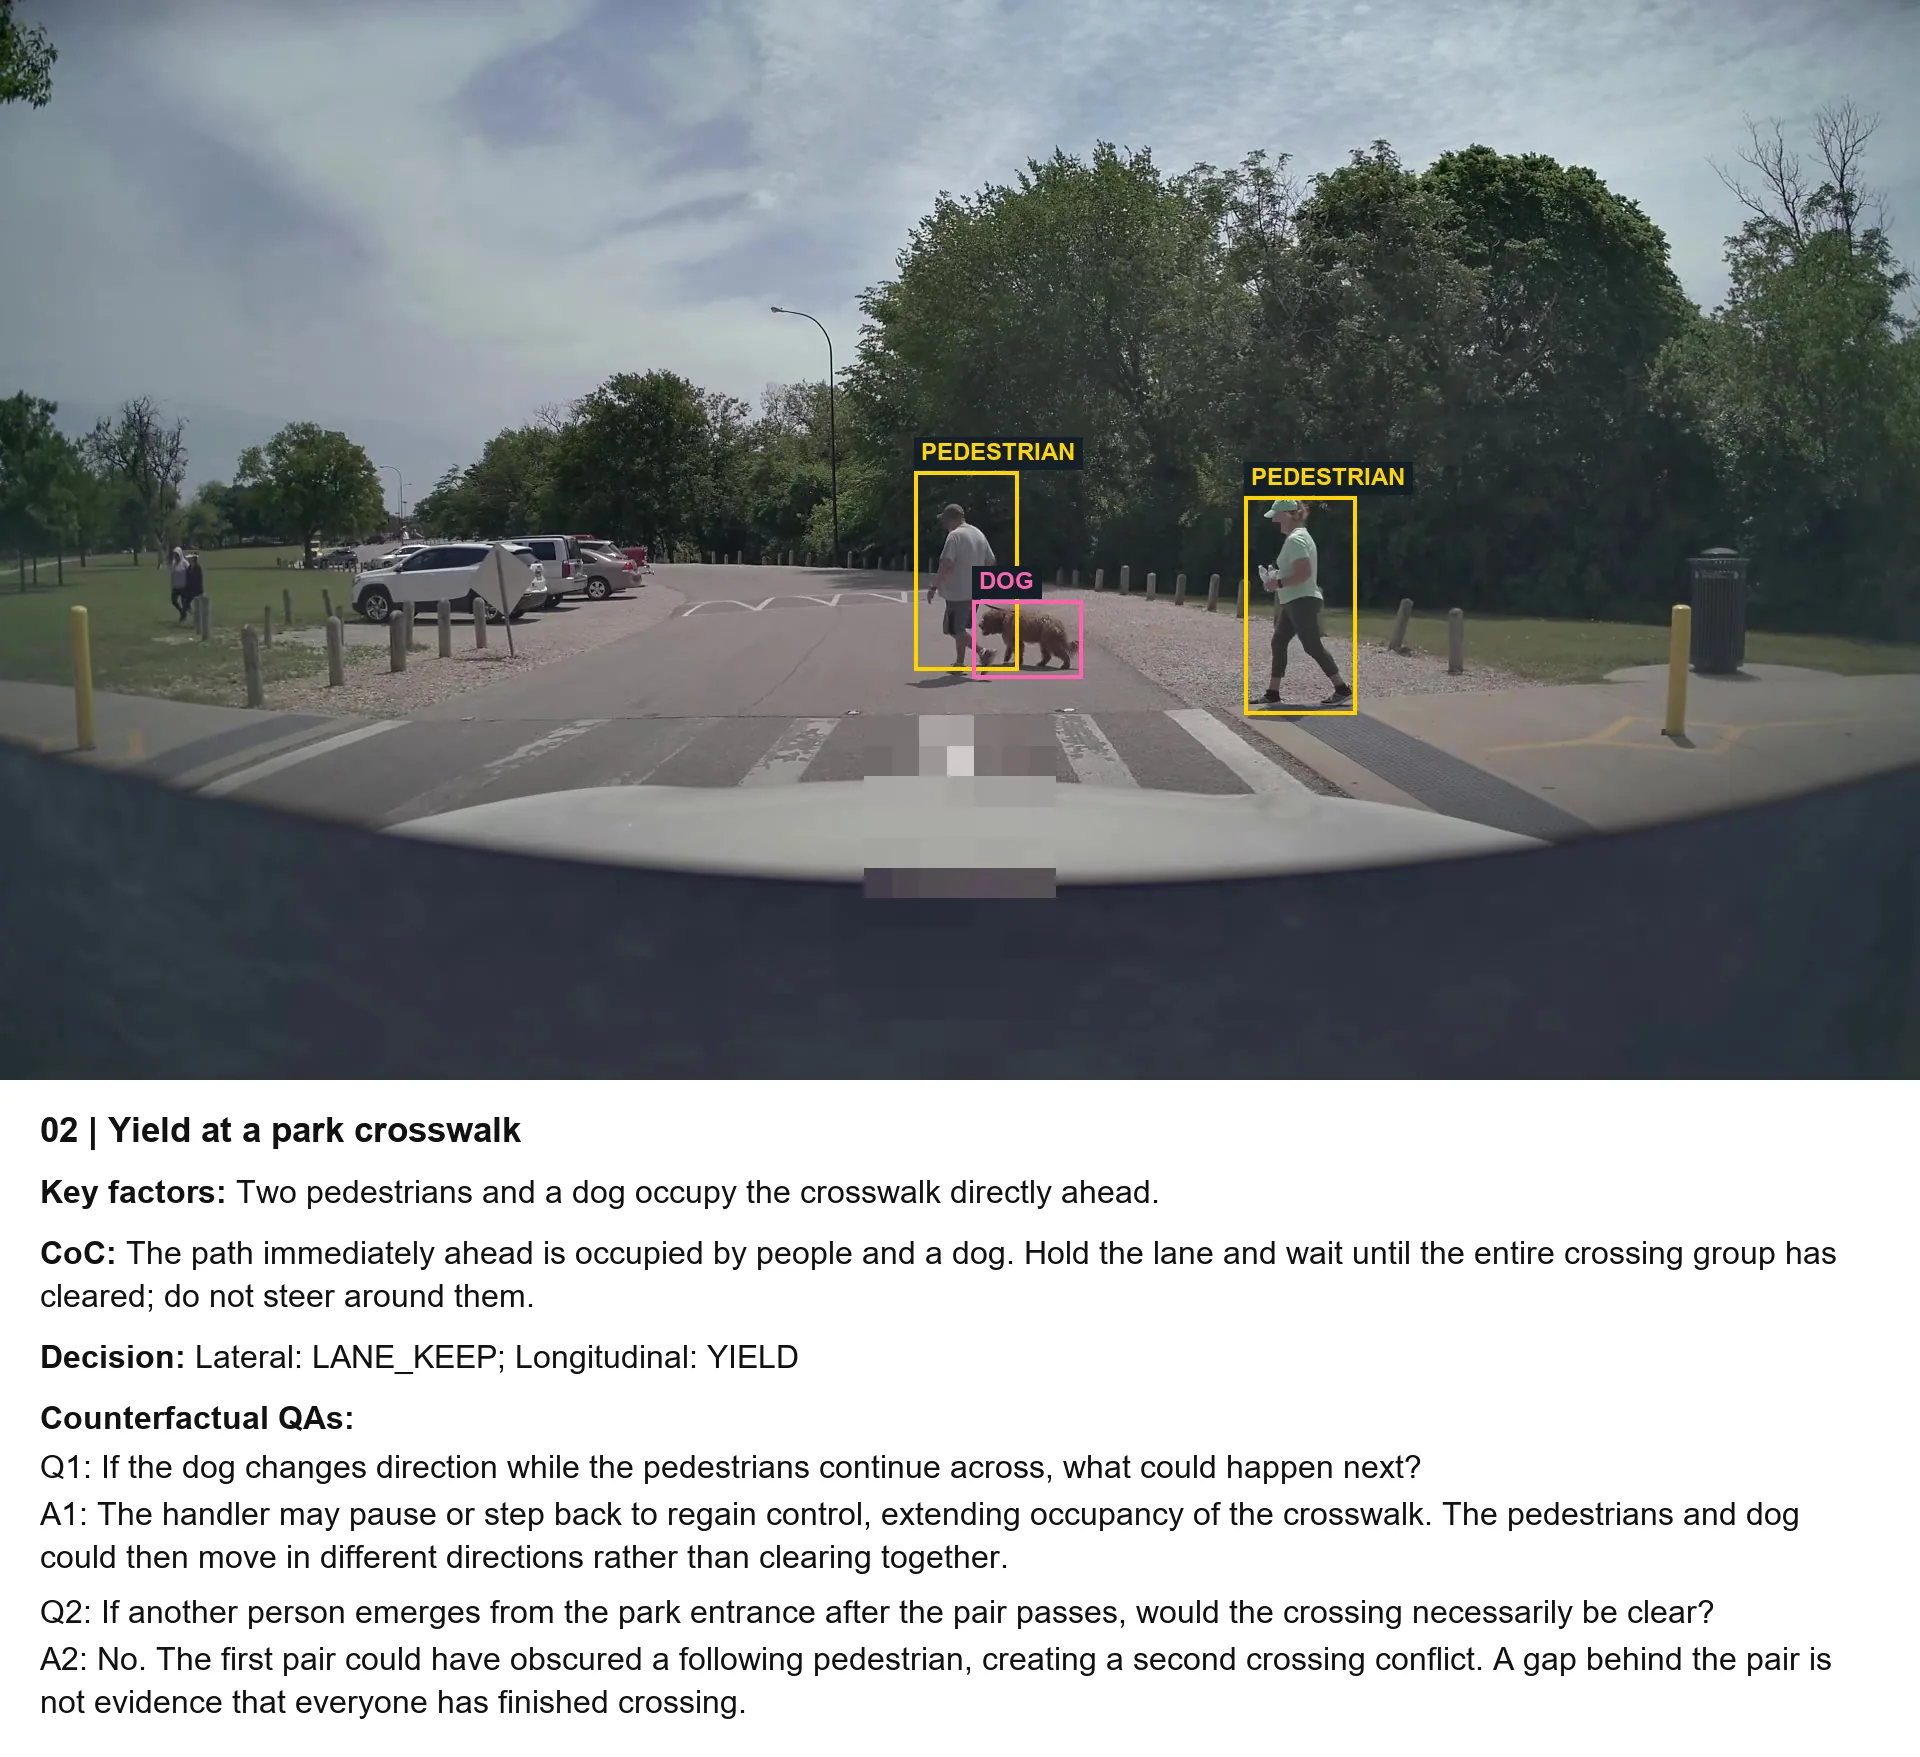 PEDESTRIAN
PEDESTRIAN
DOG
02 | Yield at a park crosswalk
Key factors: Two pedestrians and a dog occupy the crosswalk directly ahead.
CoC: The path immediately ahead is occupied by people and a dog. Hold the lane and wait until the entire crossing group has
cleared; do not steer around them.
Decision: Lateral: LANE_KEEP; Longitudinal: YIELD
Counterfactual QAs:
Q1: If the dog changes direction while the pedestrians continue across, what could happen next?
A1: The handler may pause or step back to regain control, extending occupancy of the crosswalk. The pedestrians and dog
could then move in different directions rather than clearing together.
Q2: If another person emerges from the park entrance after the pair passes, would the crossing necessarily be clear?
A2: No. The first pair could have obscured a following pedestrian, creating a second crossing conflict. A gap behind the pair is
not evidence that everyone has finished crossing.